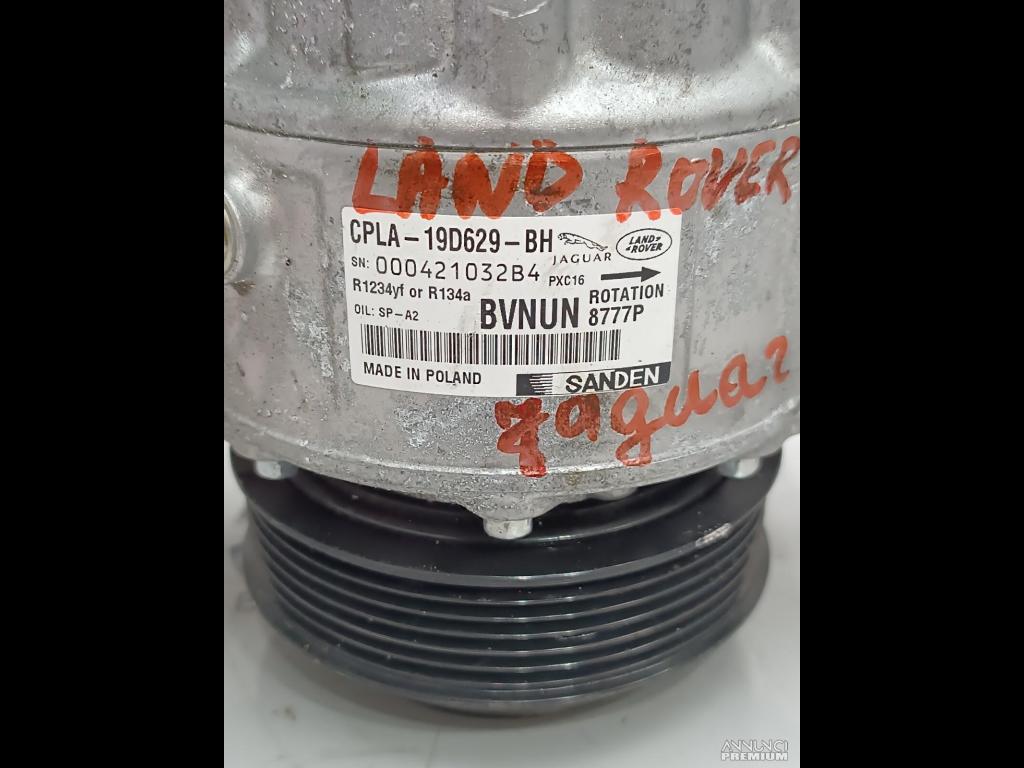 LAND ROVER
CPLA-19D629-BH
JAGUAR
LAND ROVER
SN: 000421032B4
PXC16
R1234yf or R134a
ROTATION
OIL: SP-A2
BVNUN
8777P
MADE IN POLAND
SANDEN
Jaguar
ANNUNCI
PREMIUM